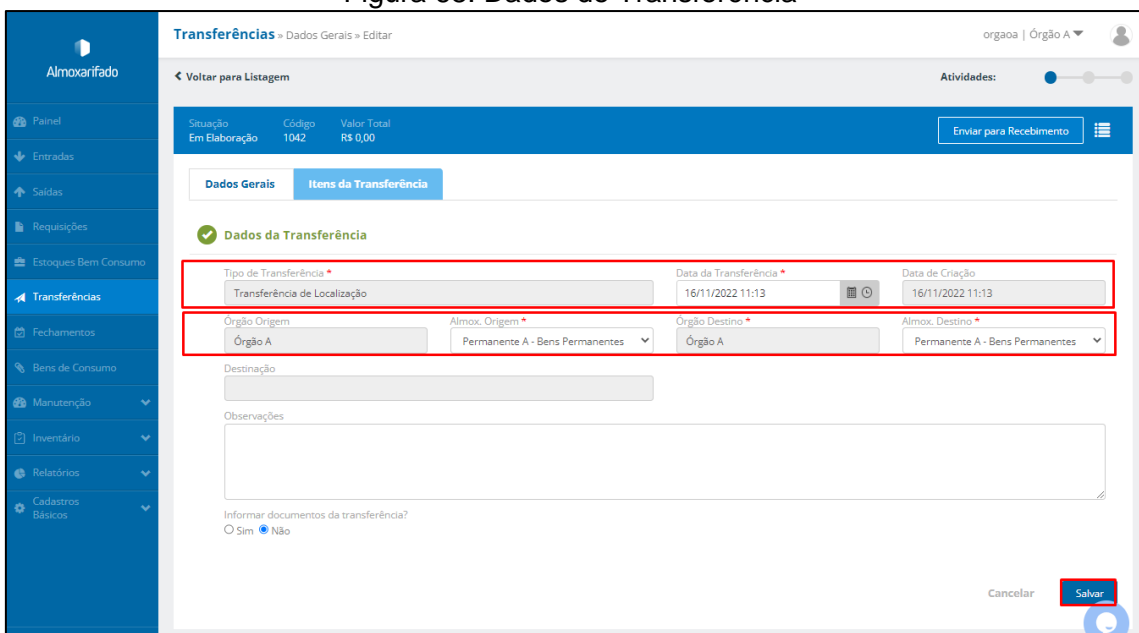 Transferências » Dados Gerais » Editar
orgaoa | Órgão A
Almoxarifado
Voltar para Listagem
Atividades:
Painel
Entradas
Saídas
Requisições
Estoques Bem Consumo
Transferências
Fechamentos
Bens de Consumo
Manutenção
Inventário
Relatórios
Cadastros
Básicos
Situação Código Valor Total
Em Elaboração 1042 R$ 0,00
Enviar para Recebimento
Dados Gerais Itens da Transferência
Dados da Transferência
Tipo de Transferência * Data da Transferência * Data de Criação
Transferência de Localização 16/11/2022 11:13 16/11/2022 11:13
Órgão Origem Almox. Origem * Órgão Destino * Almox. Destino *
Órgão A Permanente A - Bens Permanentes Órgão A Permanente A - Bens Permanentes
Destinação
Observações
Informar documentos da transferência?
Sim Não
Cancelar Salvar